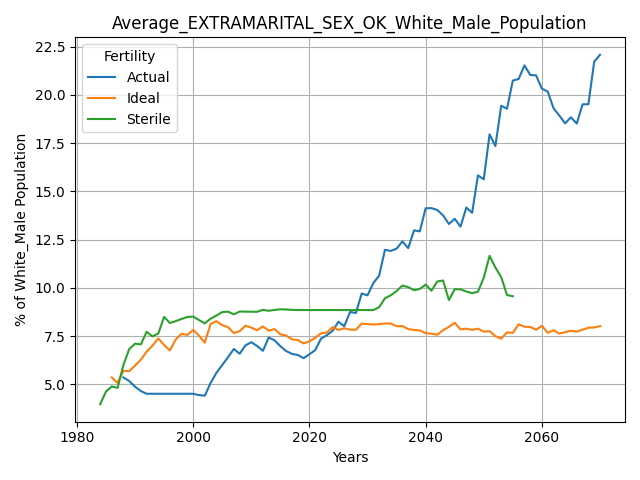 Average_EXTRAMARITAL_SEX_OK_White_Male_Population
Fertility
Actual
Ideal
Sterile
% of White_Male Population
22.5
20.0
17.5
15.0
12.5
10.0
7.5
5.0
1980 2000 2020 2040 2060
Years